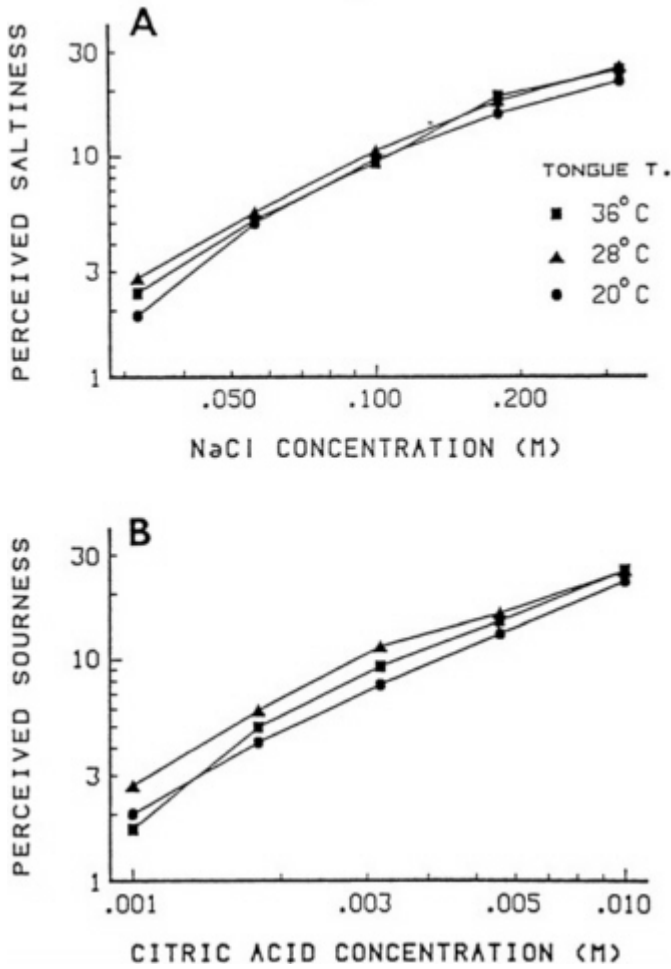 A
PERCEIVED SALTINESS
30
10
3
1
TONGUE T.
36°C
28°C
20°C
.050 .100 .200
NaCl CONCENTRATION (M)
B
PERCEIVED SOURNESS
30
10
3
1
.001 .003 .005 .010
CITRIC ACID CONCENTRATION (M)